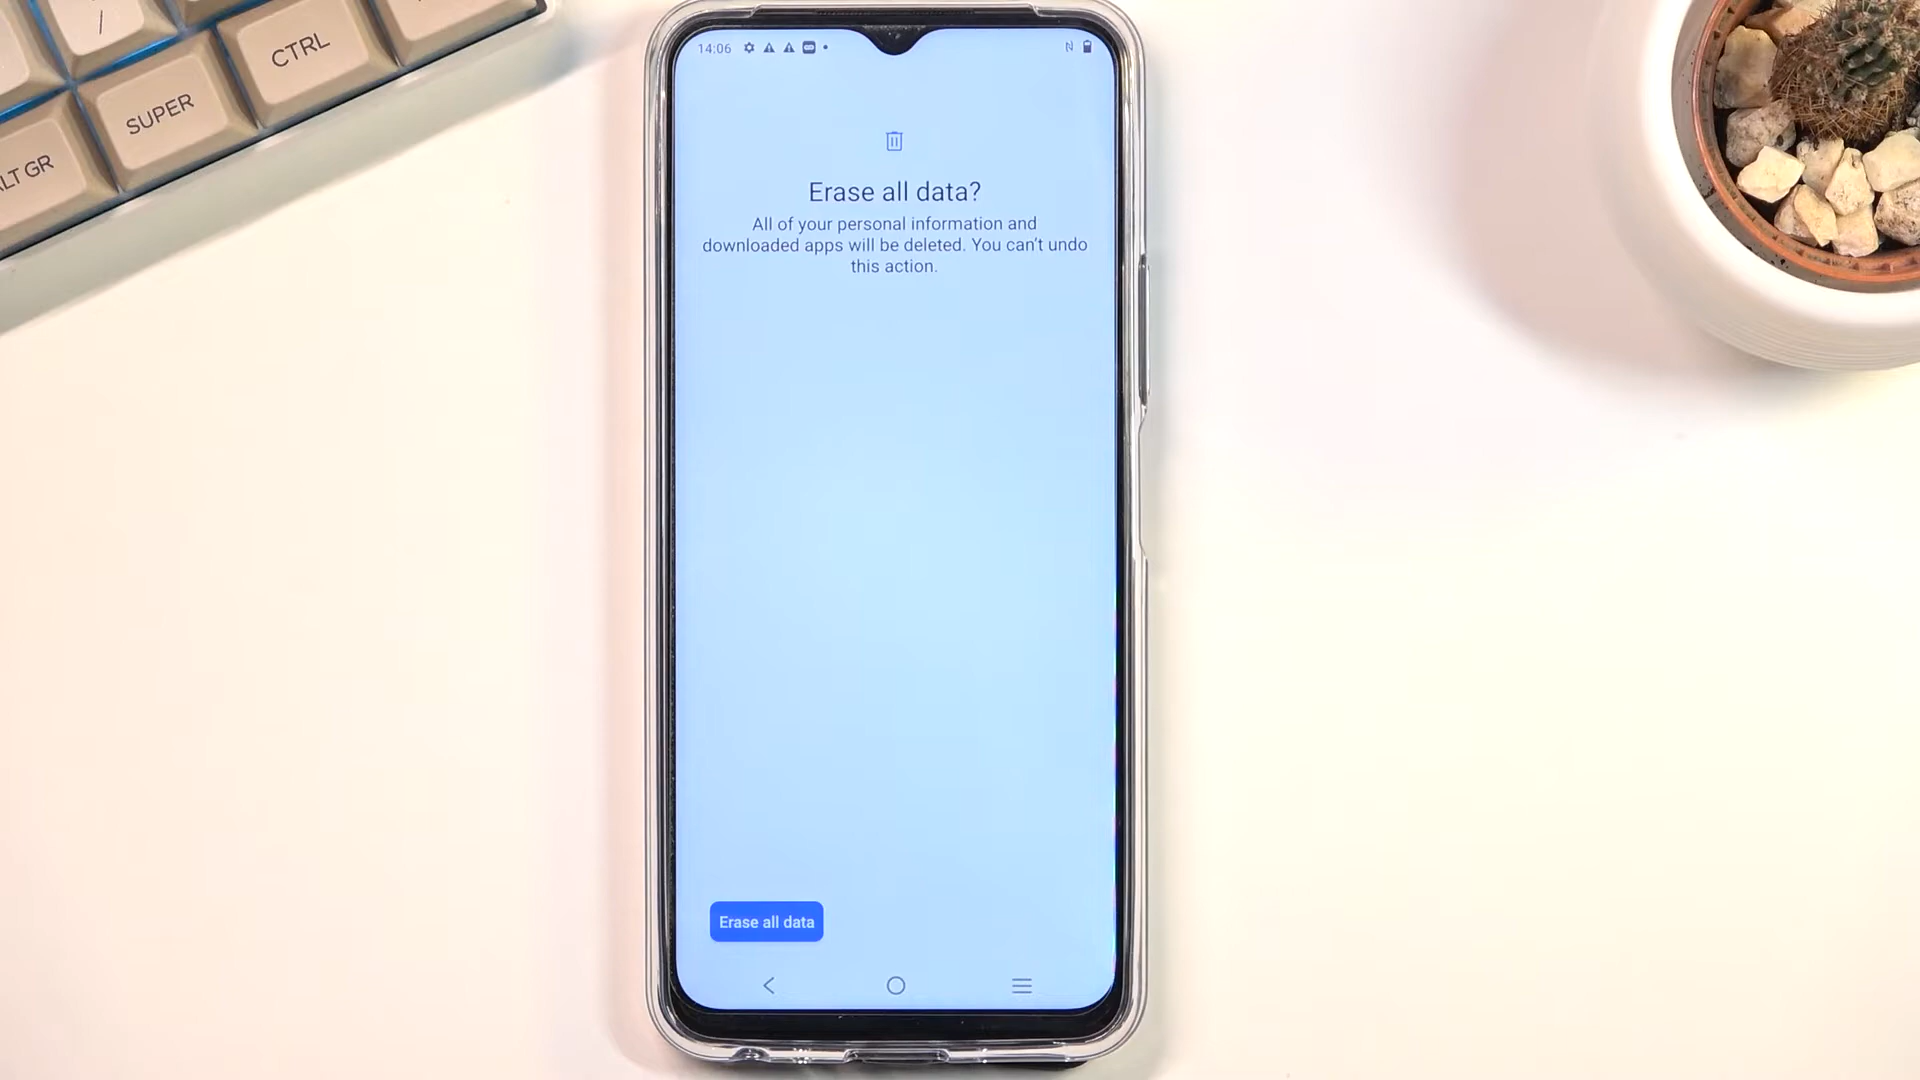 /
CTRL
SUPER
ALT GR
14:06
Erase all data?
All of your personal information and
downloaded apps will be deleted. You can't undo
this action.
Erase all data